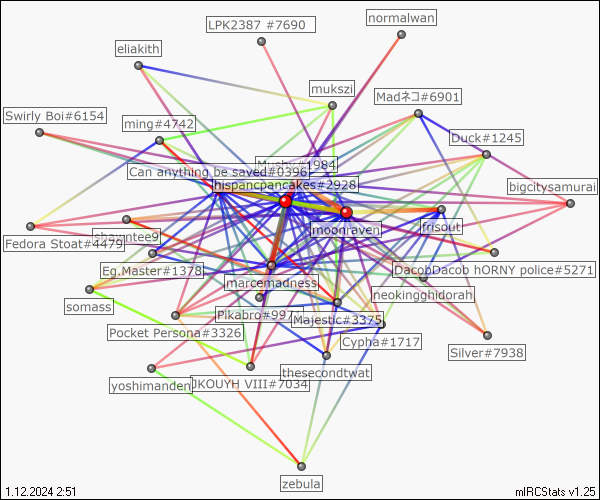 normalwan
LPK2387 #7690
eliakith
mukszi
Madネコ#6901
Swirly Boi#6154
ming#4742
Duck#1245
Mushy#1984
Can anything be saved#0396
hispancpancakes#2928
bigcitysamurai
shawntee9
moonraven
frisout
Fedora Stoat#4479
Eg.Master#1378
DacobDacob hORNY police#5271
marcemadness
neokinghidorah
somass
Pikabro#9971
Majestic#3375
Pocket Persona#3326
Cypha#1717
Silver#7938
thesecondtwat
yoshimanden
JKOUYH VIII#7034
zebula
1.12.2024 2:51
mIRCStats v1.25